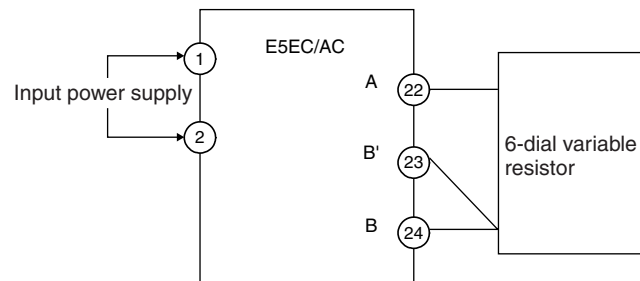 E5EC/AC
1
Input power supply
2
A
22
B'
23
B
24
6-dial variable
resistor